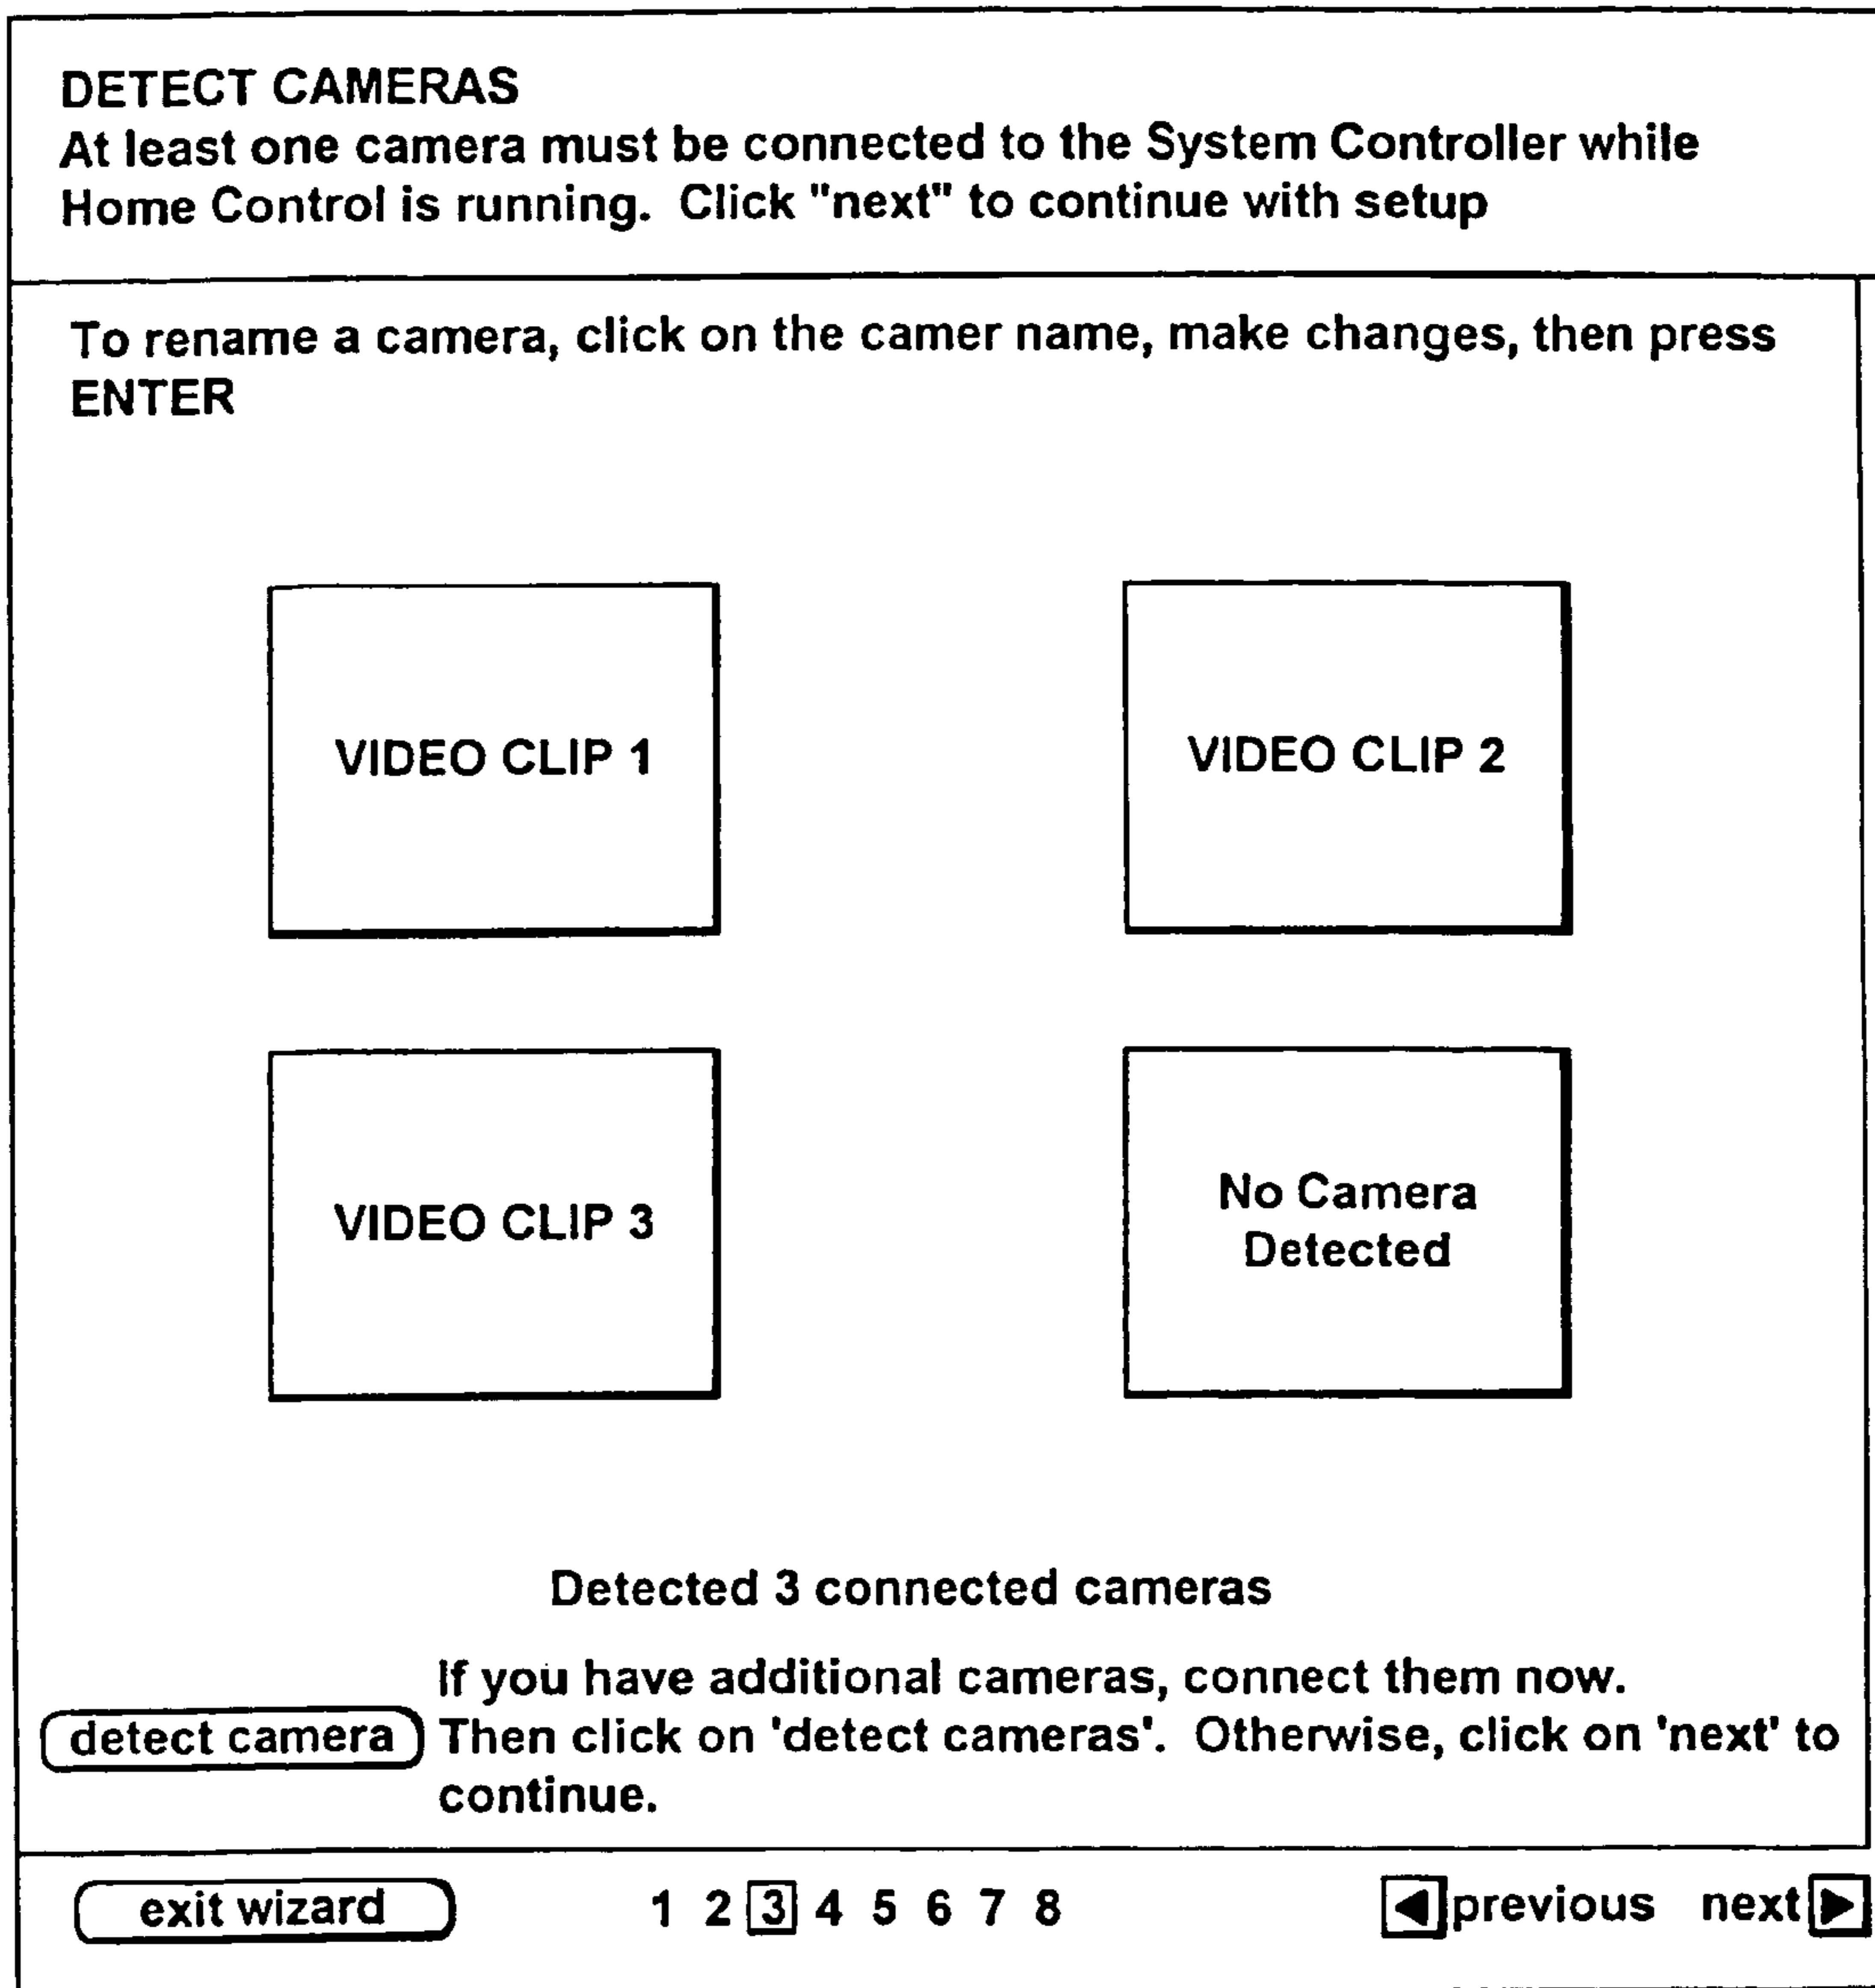 DETECT CAMERAS
At least one camera must be connected to the System Controller while
Home Control is running. Click "next" to continue with setup
To rename a camera, click on the camer name, make changes, then press
ENTER
VIDEO CLIP 1
VIDEO CLIP 2
VIDEO CLIP 3
No Camera
Detected
Detected 3 connected cameras
If you have additional cameras, connect them now.
detect camera Then click on 'detect cameras'. Otherwise, click on 'next' to
continue.
exit wizard 1 2 3 4 5 6 7 8 previous next